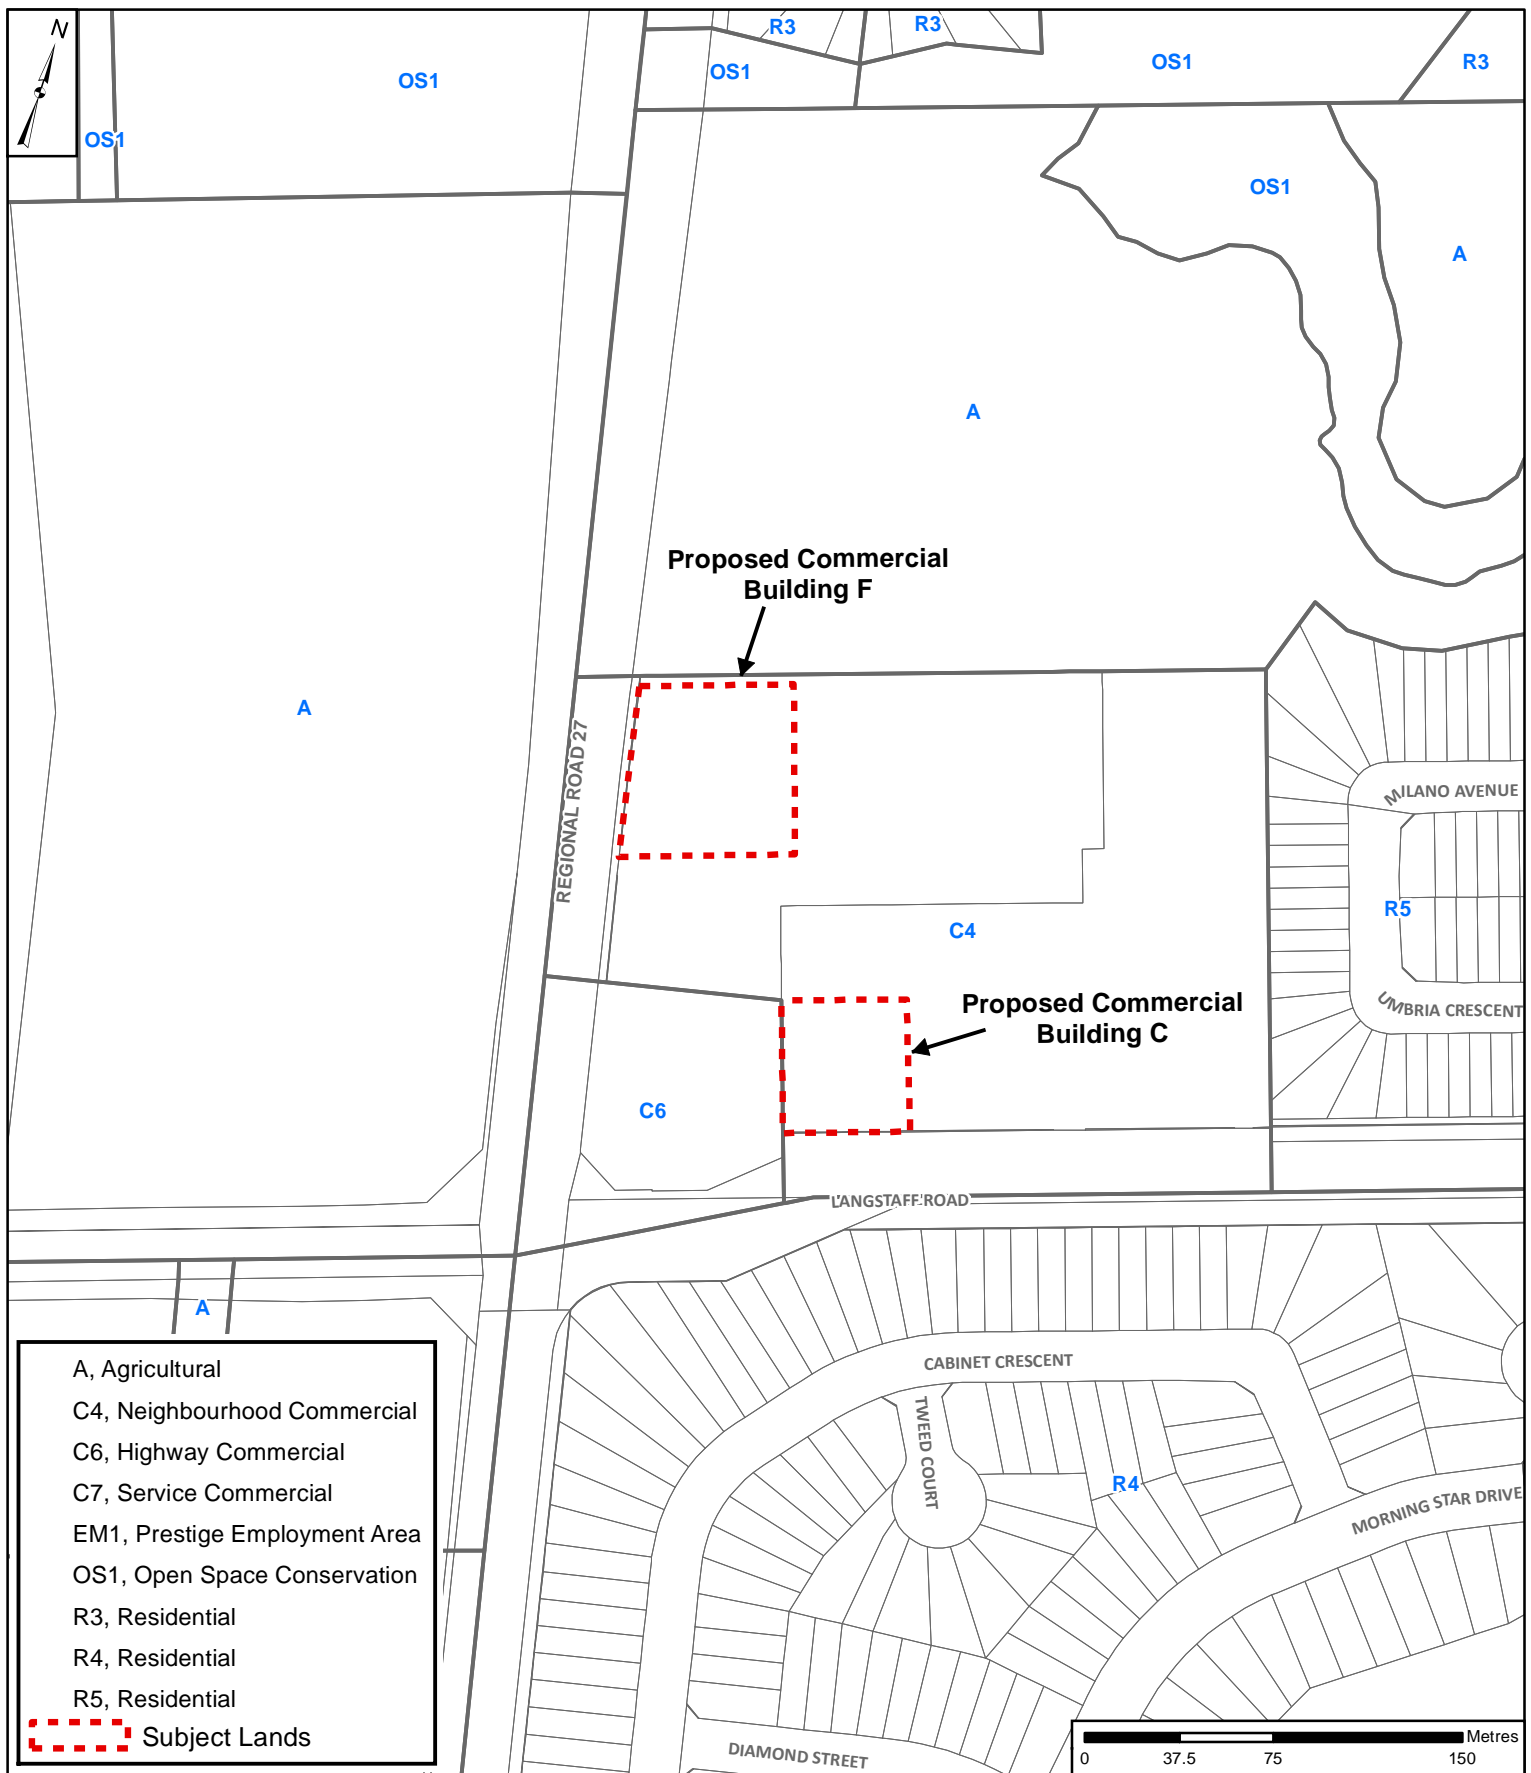 N
R3
R3
OS1
OS1
OS1
R3
OS1
OS1
A
A
Proposed Commercial
Building F
A
REGIONAL ROAD 27
MILANO AVENUE
R5
C4
Proposed Commercial
Building C
UMBRIA CRESCENT
C6
LANGSTAFF ROAD
A
CABINET CRESCENT
TWEED COURT
R4
MORNING STAR DRIVE
DIAMOND STREET
A, Agricultural
C4, Neighbourhood Commercial
C6, Highway Commercial
C7, Service Commercial
EM1, Prestige Employment Area
OS1, Open Space Conservation
R3, Residential
R4, Residential
R5, Residential
Subject Lands
Metres
0 37.5 75 150